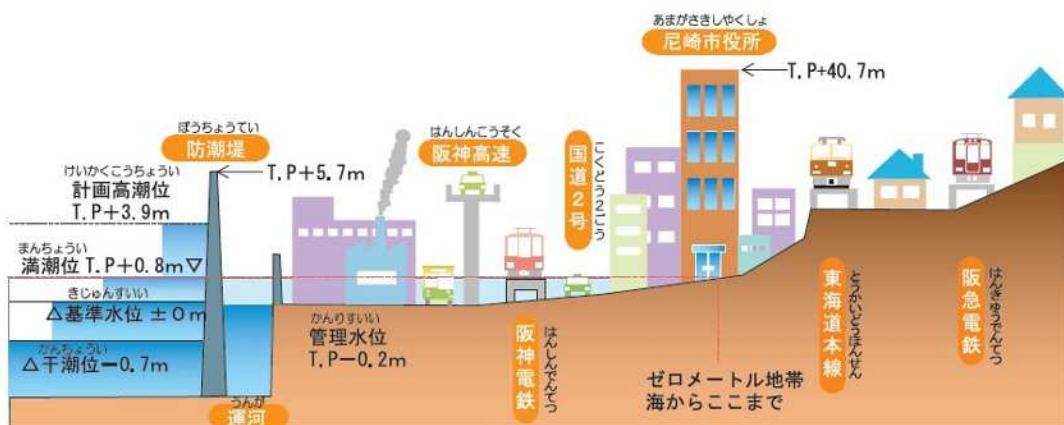 あまがさきしやくしょ
尼崎市役所
T.P+40.7m
ぼうちょうてい
防潮堤
T.P+5.7m
はんしんこうそく
阪神高速
こくどう2ごう
国道2号
けいかくこうちょうい
計画高潮位
T.P+3.9m
まんちょうい
満潮位 T.P+0.8m▽
きじゅんすいい
△基準水位 ±0m
かんちょうい
△干潮位−0.7m
かんりすいい
管理水位
T.P−0.2m
はんしんでんてつ
阪神電鉄
ゼロメートル地帯
海からここまで
とうかいどうほんせん
東海道本線
はんきゅうでんてつ
阪急電鉄
うんが
運河